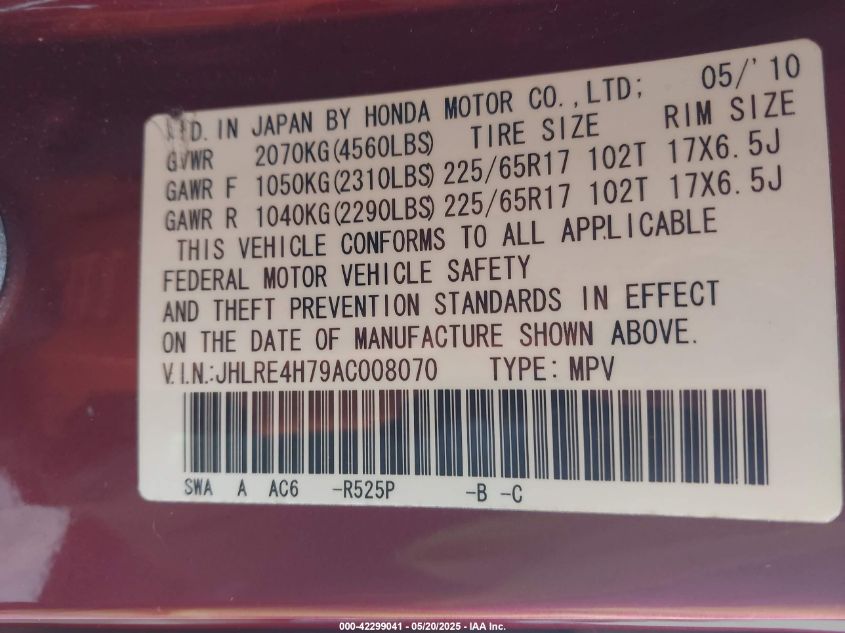 D. IN JAPAN BY HONDA MOTOR CO.,LTD; 05/'10
GVWR 2070KG(4560LBS) TIRE SIZE RIM SIZE
GAWR F 1050KG(2310LBS) 225/65R17 102T 17X6.5J
GAWR R 1040KG(2290LBS) 225/65R17 102T 17X6.5J
THIS VEHICLE CONFORMS TO ALL APPLICABLE
FEDERAL MOTOR VEHICLE SAFETY
AND THEFT PREVENTION STANDARDS IN EFFECT
ON THE DATE OF MANUFACTURE SHOWN ABOVE.
V.I.N.:JHLRE4H79AC008070 TYPE: MPV
SWA A AC6 -R525P -B -C
000-42299041 - 05/20/2025 - IAA Inc.